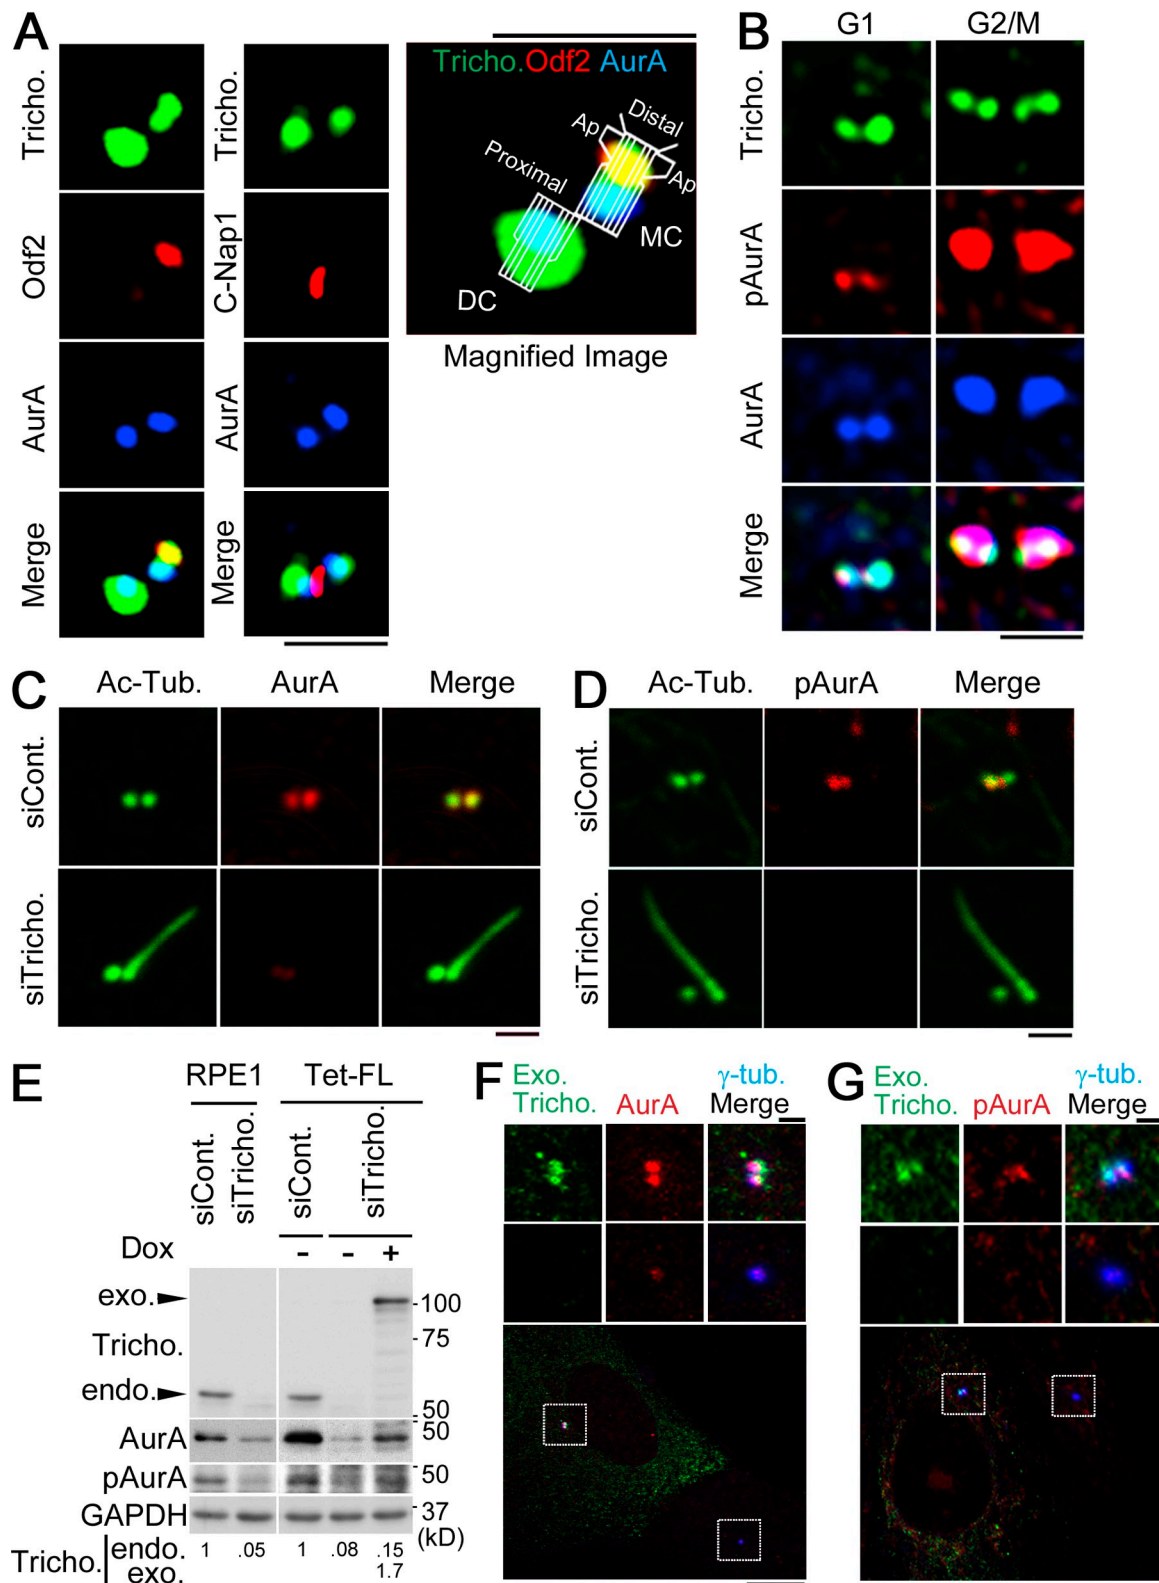 A
Tricho.
Odf2
AurA
Merge
Tricho.
C-Nap1
AurA
Merge
Tricho. Odf2 AurA
Distal
Ap
Proximal
Ap
MC
DC
Magnified Image
B
G1 G2/M
Tricho.
pAurA
AurA
Merge
C
Ac-Tub. AurA Merge
siCont.
siTricho.
D
Ac-Tub. pAurA Merge
siCont.
siTricho.
E
RPE1 Tet-FL
siCont. siTricho. siCont. siTricho.
Dox - - +
exo. -100
Tricho. -75
endo. -50
AurA -50
pAurA -50
GAPDH -37
(kD)
Tricho. endo. 1 .05 1 .08 .15
exo. 1.7
F
Exo. γ-tub.
Tricho. AurA Merge
G
Exo. γ-tub.
Tricho. pAurA Merge